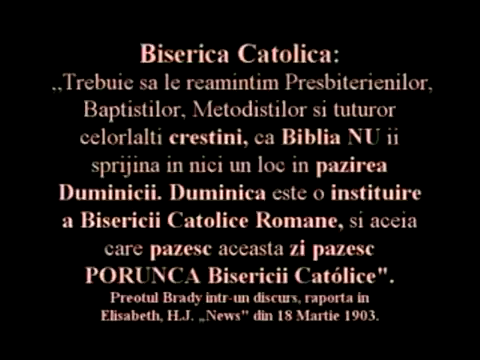 Biserica Catolica:
,,Trebuie sa le reamintim Presbiterienilor,
Baptistilor, Metodistilor si tuturor
celorlalti crestini, ca Biblia NU ii
sprijina in nici un loc in pazirea
Duminicii. Duminica este o instituire
a Bisericii Catolice Romane, si aceia
care pazesc aceasta zi pazesc
PORUNCA Bisericii Católice".
Preotul Brady intr-un discurs, raporta in
Elisabeth, H.J. „News" din 18 Martie 1903.